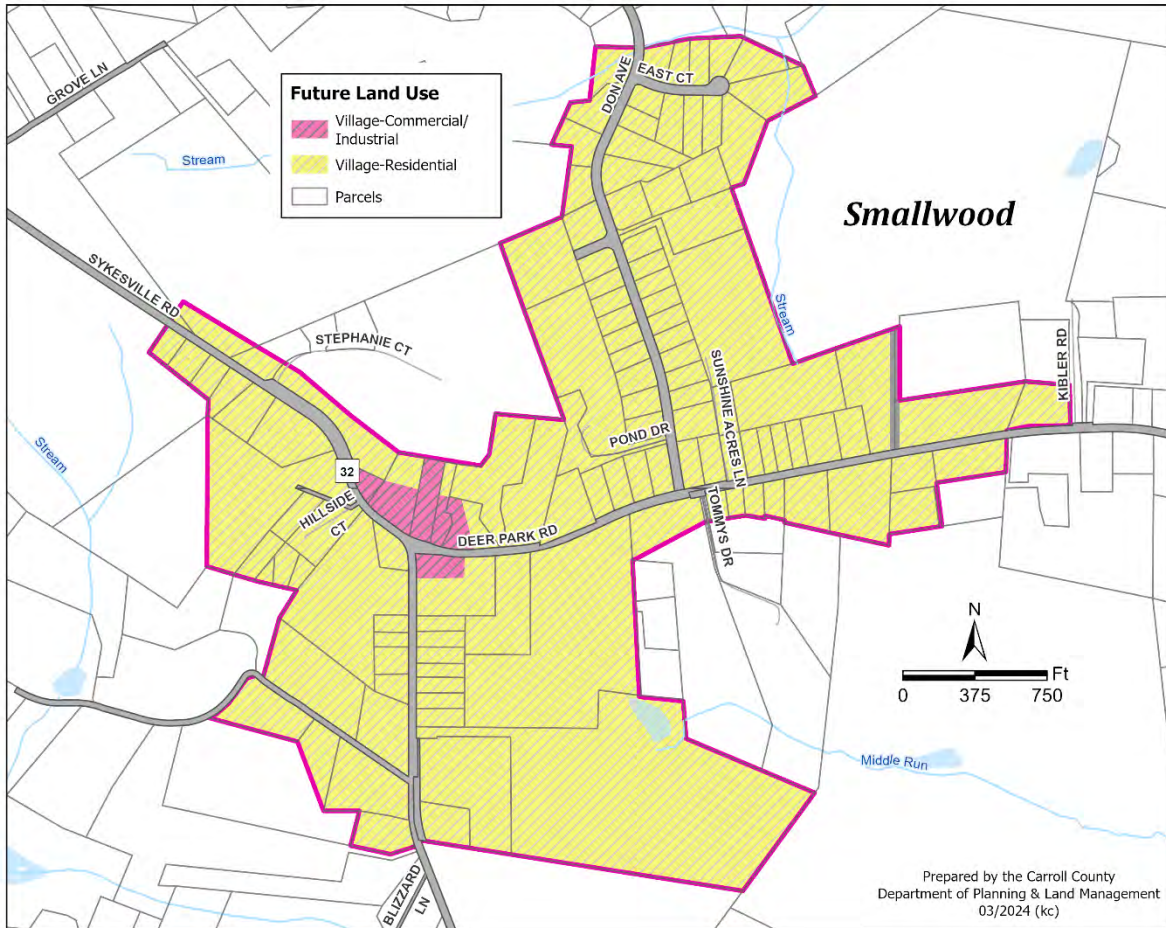 GROVE LN
Future Land Use
Village-Commercial/
Industrial
Village-Residential
Parcels
Stream
DON AVE
EAST CT
Smallwood
SYKESVILLE RD
STEPHANIE CT
Stream
KIBLER RD
SUNSHINE ACRES LN
POND DR
Stream
32
HILLSIDE
CT
DEER PARK RD
TOMMYS DR
N
Ft
0 375 750
Middle Run
BLIZZARD
LN
Prepared by the Carroll County
Department of Planning & Land Management
03/2024 (kc)